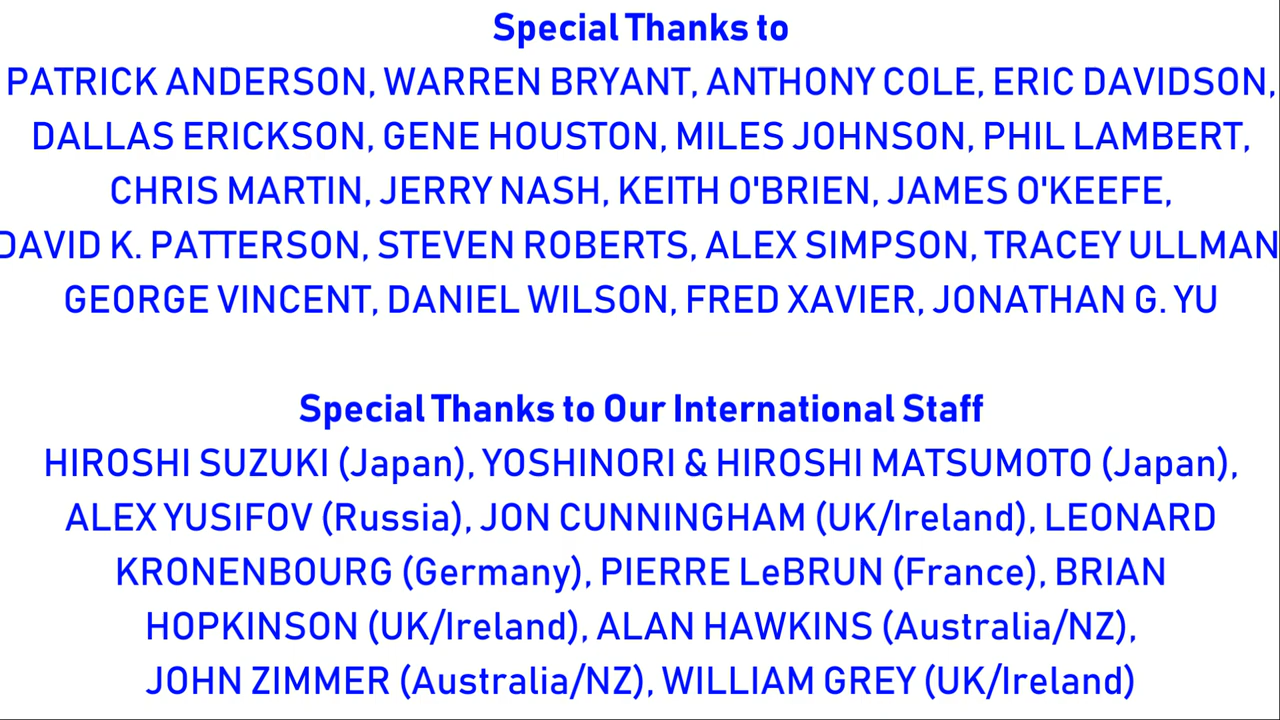 Special Thanks to
PATRICK ANDERSON, WARREN BRYANT, ANTHONY COLE, ERIC DAVIDSON,
DALLAS ERICKSON, GENE HOUSTON, MILES JOHNSON, PHIL LAMBERT,
CHRIS MARTIN, JERRY NASH, KEITH O'BRIEN, JAMES O'KEEFE,
DAVID K. PATTERSON, STEVEN ROBERTS, ALEX SIMPSON, TRACEY ULLMAN
GEORGE VINCENT, DANIEL WILSON, FRED XAVIER, JONATHAN G. YU
Special Thanks to Our International Staff
HIROSHI SUZUKI (Japan), YOSHINORI & HIROSHI MATSUMOTO (Japan),
ALEX YUSIFOV (Russia), JON CUNNINGHAM (UK/Ireland), LEONARD
KRONENBOURG (Germany), PIERRE LeBRUN (France), BRIAN
HOPKINSON (UK/Ireland), ALAN HAWKINS (Australia/NZ),
JOHN ZIMMER (Australia/NZ), WILLIAM GREY (UK/Ireland)